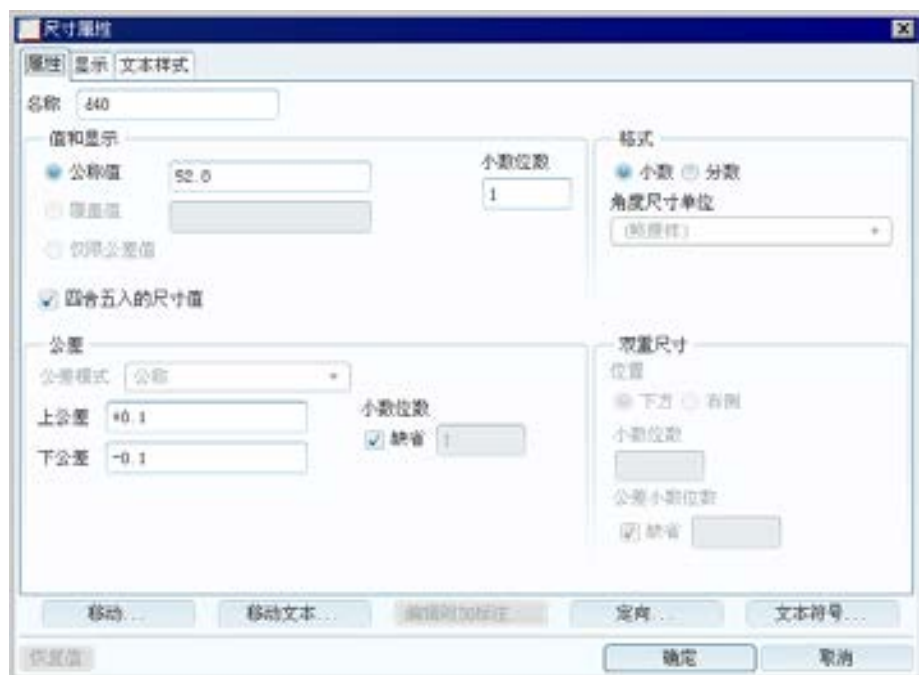 尺寸属性
属性 显示 文本样式
名称 d40
值和显示
公称值 52.0
小数位数
1
覆盖值
仅限公差值
四舍五入的尺寸值
格式
小数 分数
角度尺寸单位
公差
公差模式 公称
上公差 +0.1
下公差 -0.1
小数位数
缺省 1
双重尺寸
位置
下方 右侧
小数位数
公差小数位数
缺省
移动... 移动文本... 编辑附加标注... 定向... 文本符号...
恢复值 确定 取消